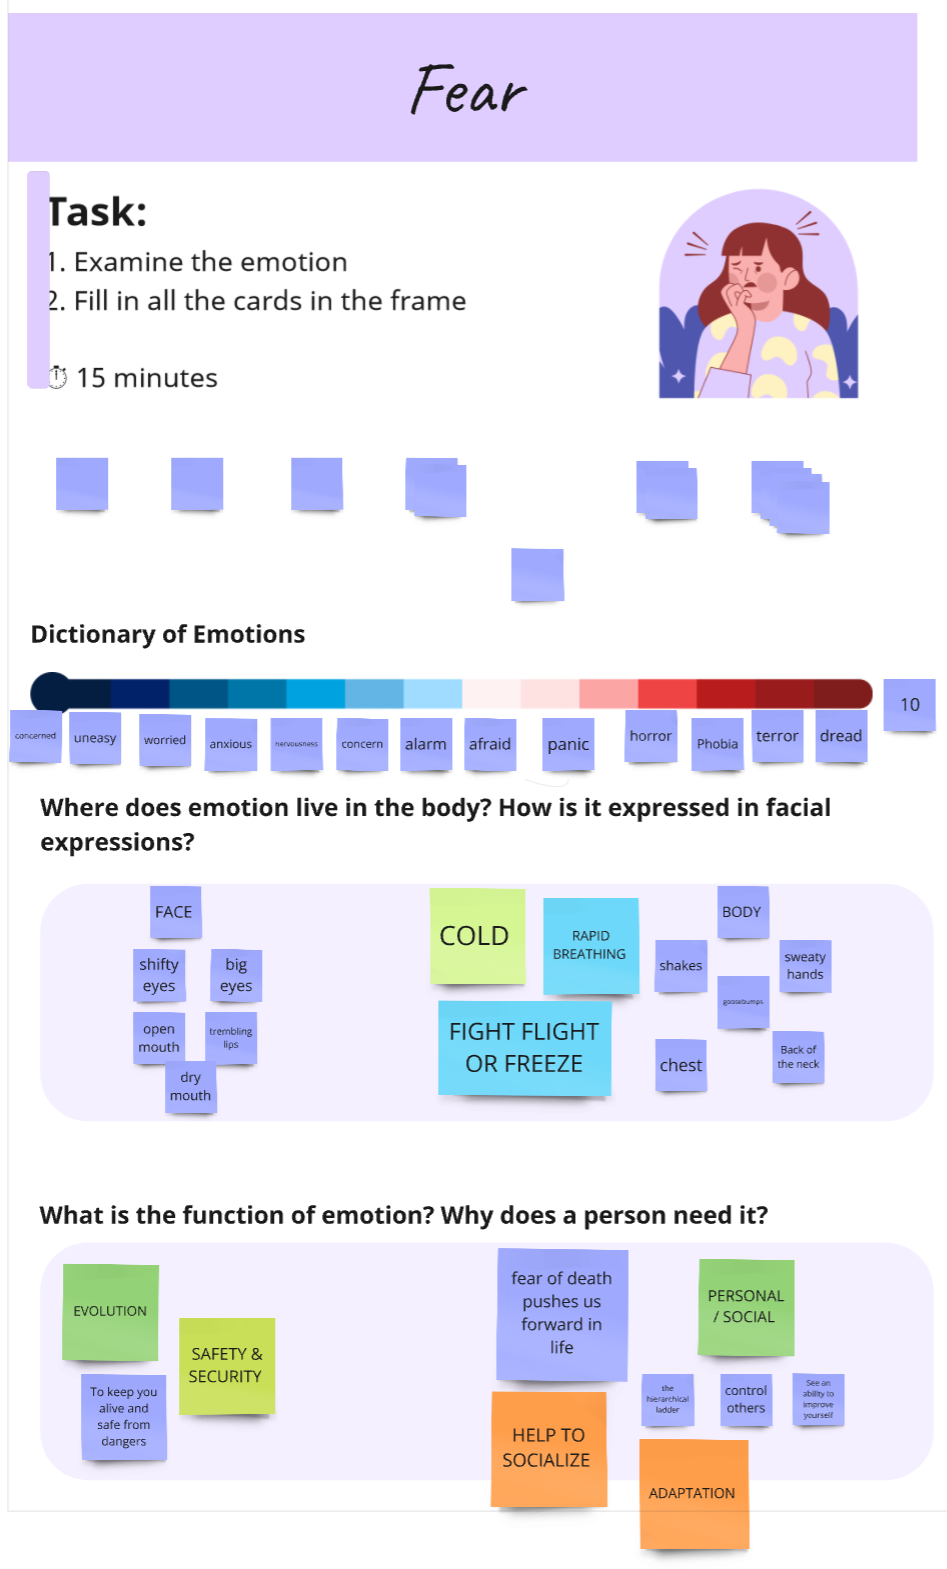 Fear
Task:
1. Examine the emotion
2. Fill in all the cards in the frame
15 minutes
Dictionary of Emotions
10
concerned
uneasy
worried
anxious
nervousness
concern
alarm
afraid
panic
horror
Phobia
terror
dread
Where does emotion live in the body? How is it expressed in facial
expressions?
FACE
shifty
eyes
big
eyes
open
mouth
trembling
lips
dry
mouth
COLD
RAPID
BREATHING
FIGHT FLIGHT
OR FREEZE
BODY
shakes
sweaty
hands
goosebumps
chest
Back of
the neck
What is the function of emotion? Why does a person need it?
EVOLUTION
SAFETY &
SECURITY
To keep you
alive and
safe from
dangers
fear of death
pushes us
forward in
life
HELP TO
SOCIALIZE
PERSONAL
/ SOCIAL
the
hierarchical
ladder
control
others
See an
ability to
improve
yourself
ADAPTATION